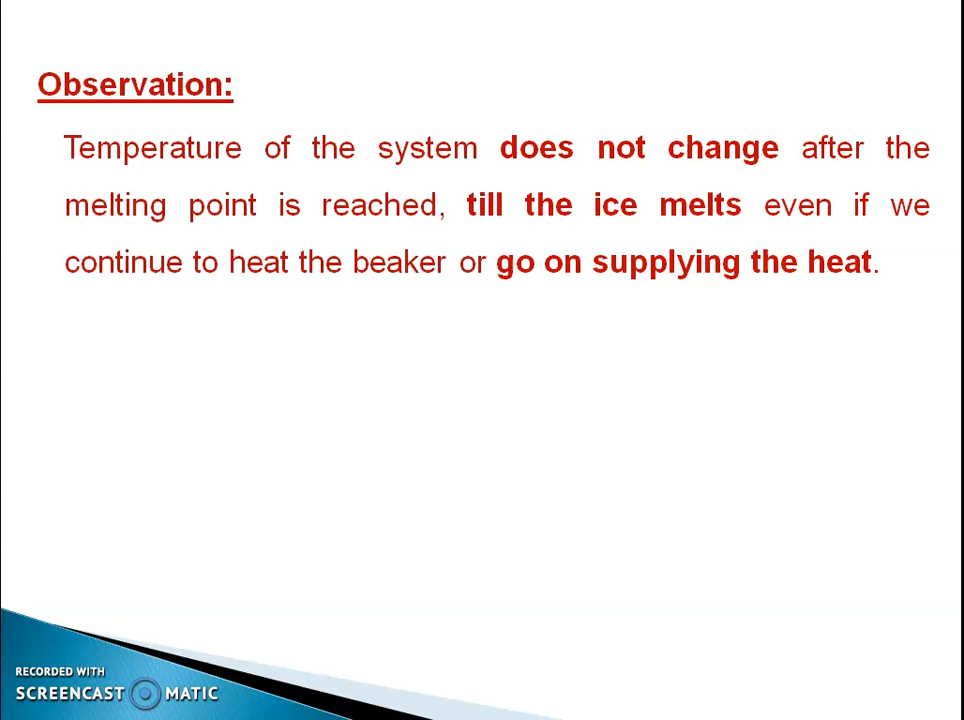 Observation:
Temperature of the system does not change after the
melting point is reached, till the ice melts even if we
continue to heat the beaker or go on supplying the heat.
RECORDED WITH
SCREENCAST MATIC